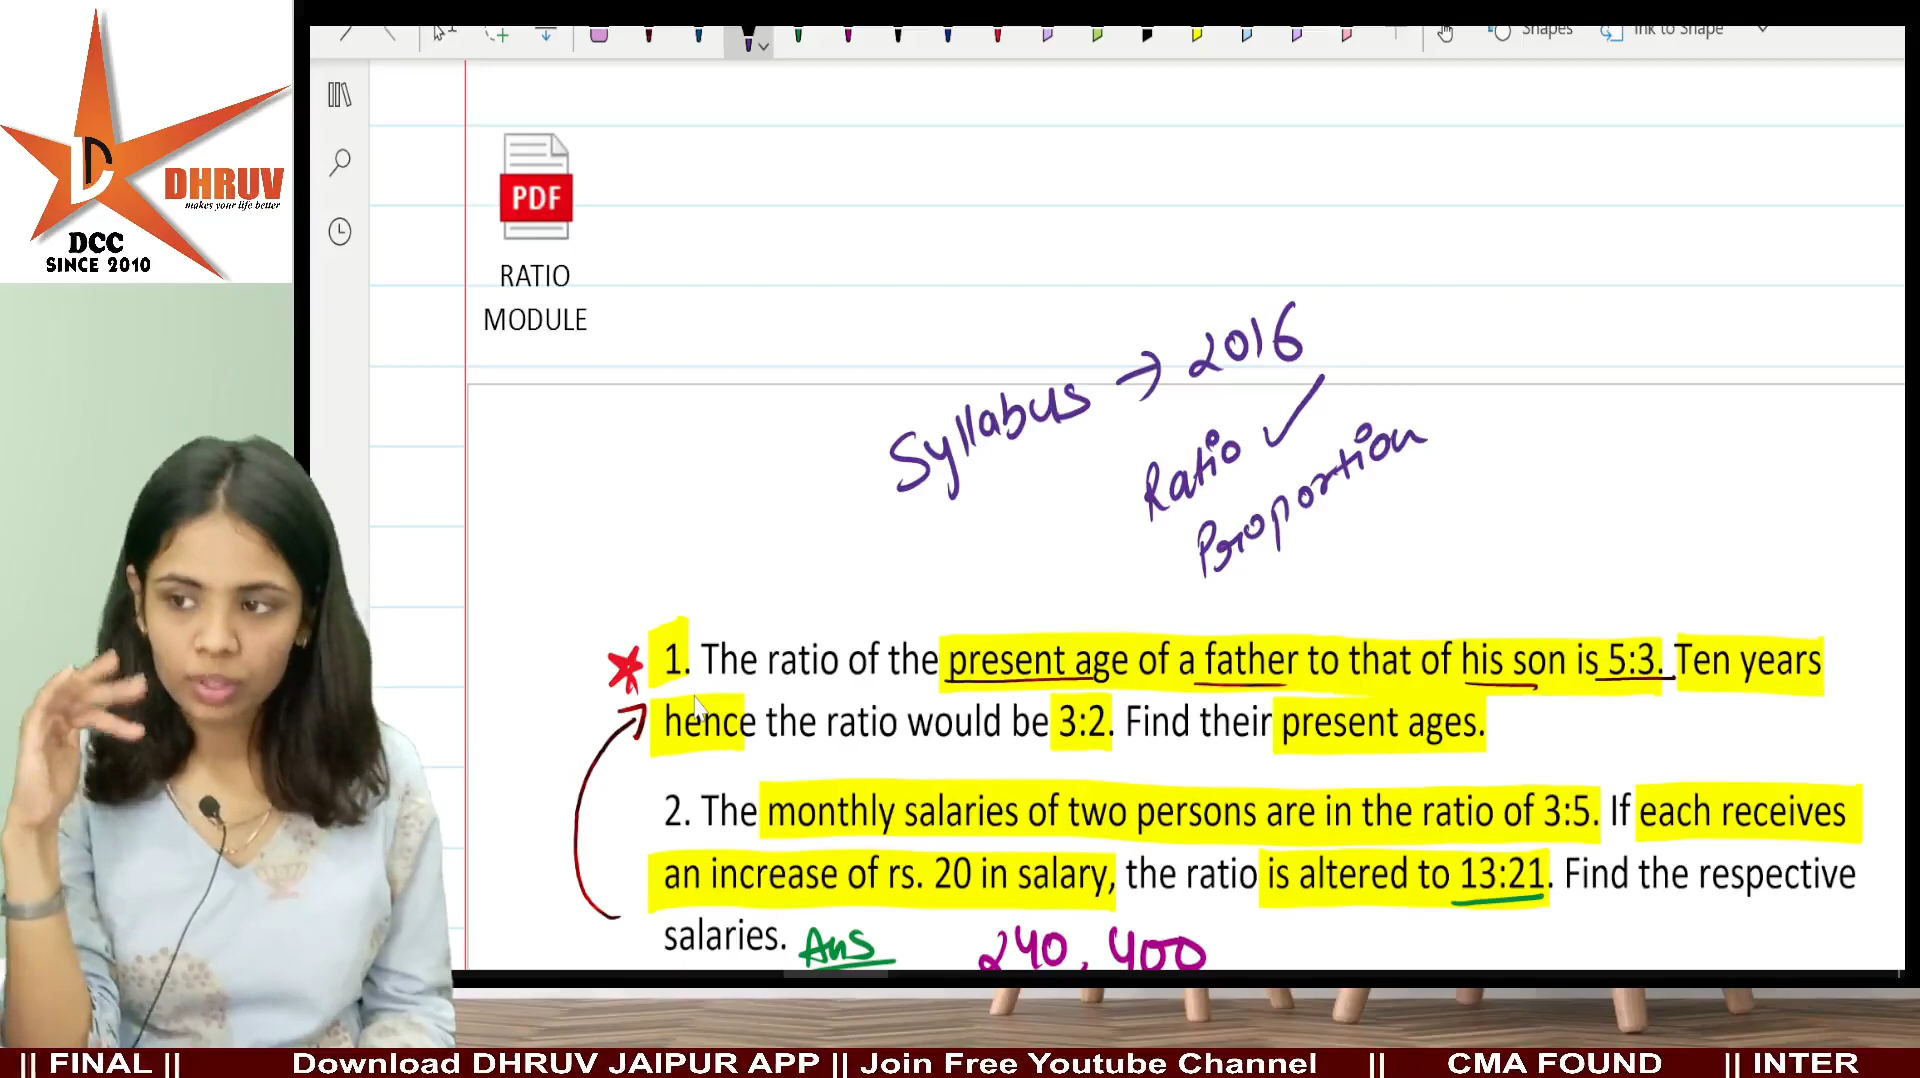 DHRUV
makes your life better
DCC
SINCE 2010
Shapes
Ink to Shape
PDF
RATIO
MODULE
Syllabus → 2016
Ratio ✓
Proportion
1. The ratio of the present age of a father to that of his son is 5:3. Ten years
hence the ratio would be 3:2. Find their present ages.
2. The monthly salaries of two persons are in the ratio of 3:5. If each receives
an increase of rs. 20 in salary, the ratio is altered to 13:21. Find the respective
salaries. Ans 240, 400
|| FINAL || Download DHRUV JAIPUR APP || Join Free Youtube Channel || CMA FOUND || INTER